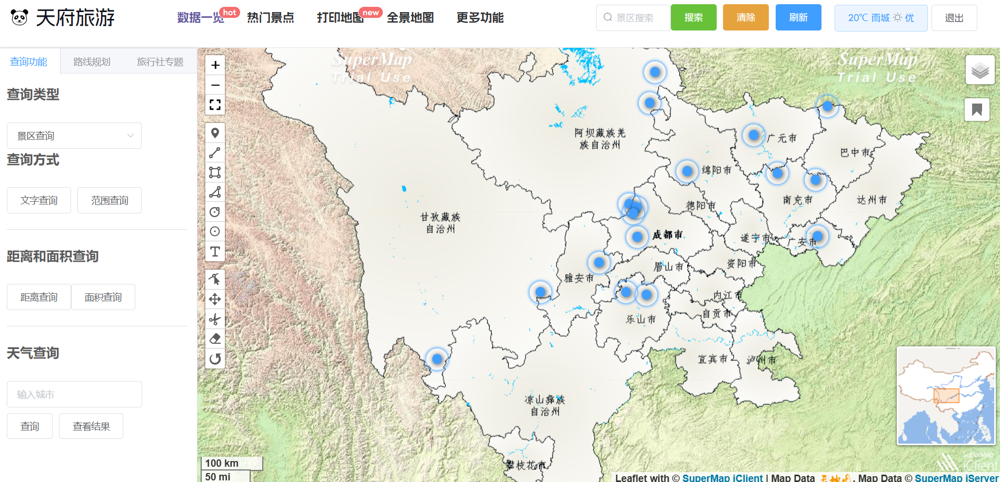 天府旅游
数据一览 hot
热门景点
打印地图 new
全景地图
更多功能
景区搜索
搜索
清除
刷新
20℃ 雨城 优
退出
查询功能
路线规划
旅行社专题
查询类型
景区查询
查询方式
文字查询
范围查询
距离和面积查询
距离查询
面积查询
天气查询
输入城市
查询
查看结果
+
−
T
SuperMap
Trial Use
SuperMap
Trial Use
阿坝藏族羌
族自治州
广元市
巴中市
绵阳市
德阳市
南充市
达州市
甘孜藏族
自治州
成都市
遂宁市
广安市
资阳市
眉山市
雅安市
内江市
自贡市
乐山市
宜宾市
泸州市
凉山彝族
自治州
攀枝花市
100 km
50 mi
SuperMap
iClient
Leaflet with © SuperMap iClient | Map Data 天地图, Map Data © SuperMap iServer